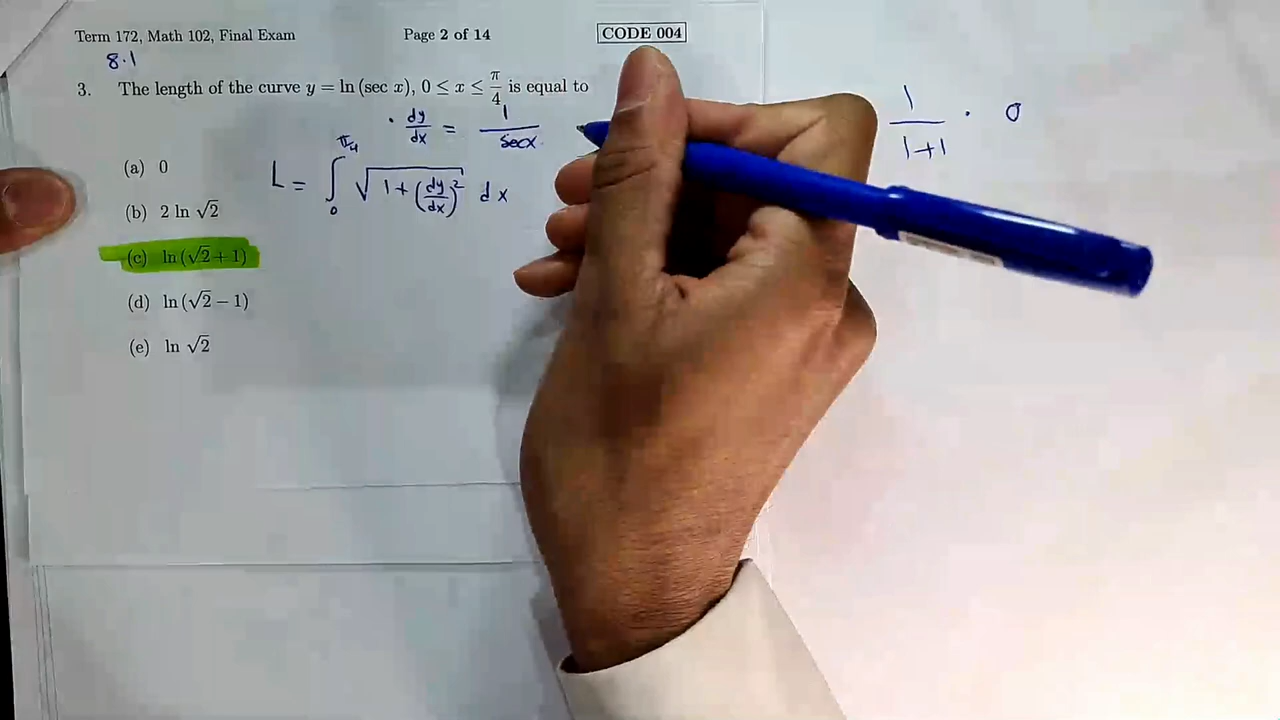 Term 172, Math 102, Final Exam Page 2 of 14 CODE 004
8.1
3. The length of the curve y = ln (sec x), 0 ≤ x ≤ π/4 is equal to
· dy/dx = 1/secx ·
(a) 0
L = ∫₀^(π/4) √(1 + (dy/dx)²) dx
(b) 2 ln √2
(c) ln (√2 + 1)
(d) ln (√2 − 1)
(e) ln √2
1/(1+1) · 0